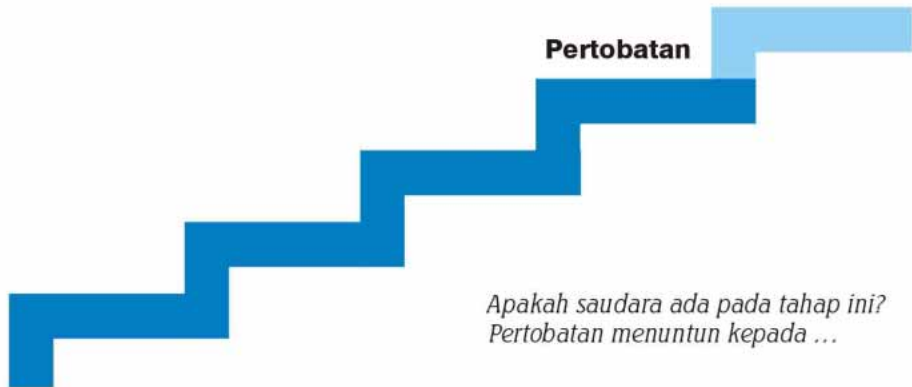 Pertobatan
Apakah saudara ada pada tahap ini?
Pertobatan menuntun kepada ...